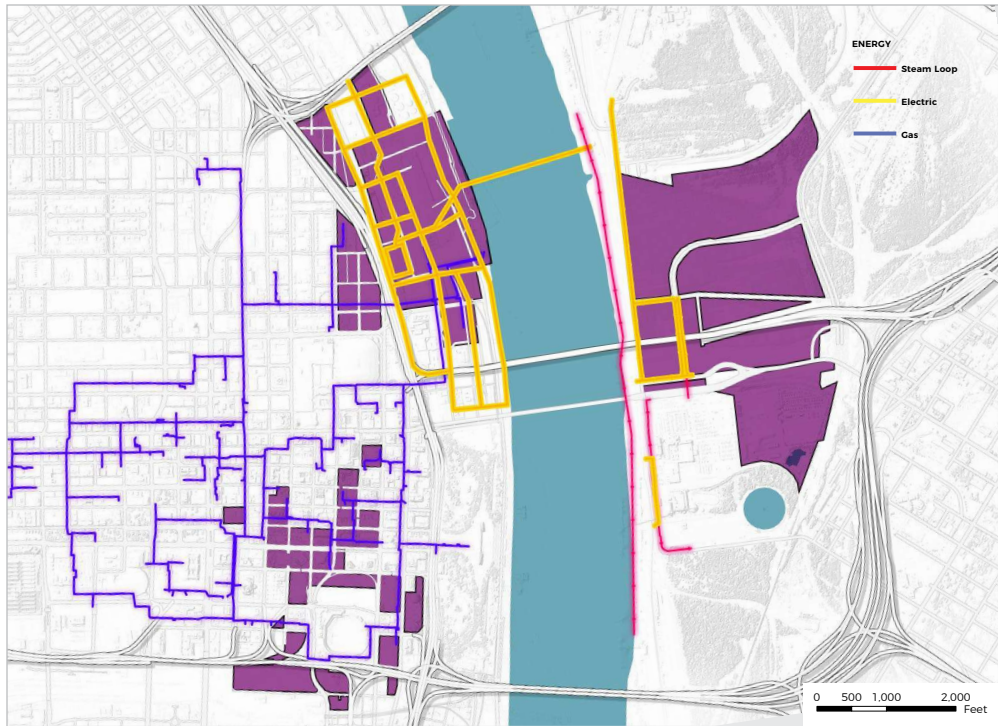 ENERGY
Steam Loop
Electric
Gas
0 500 1,000 2,000
Feet